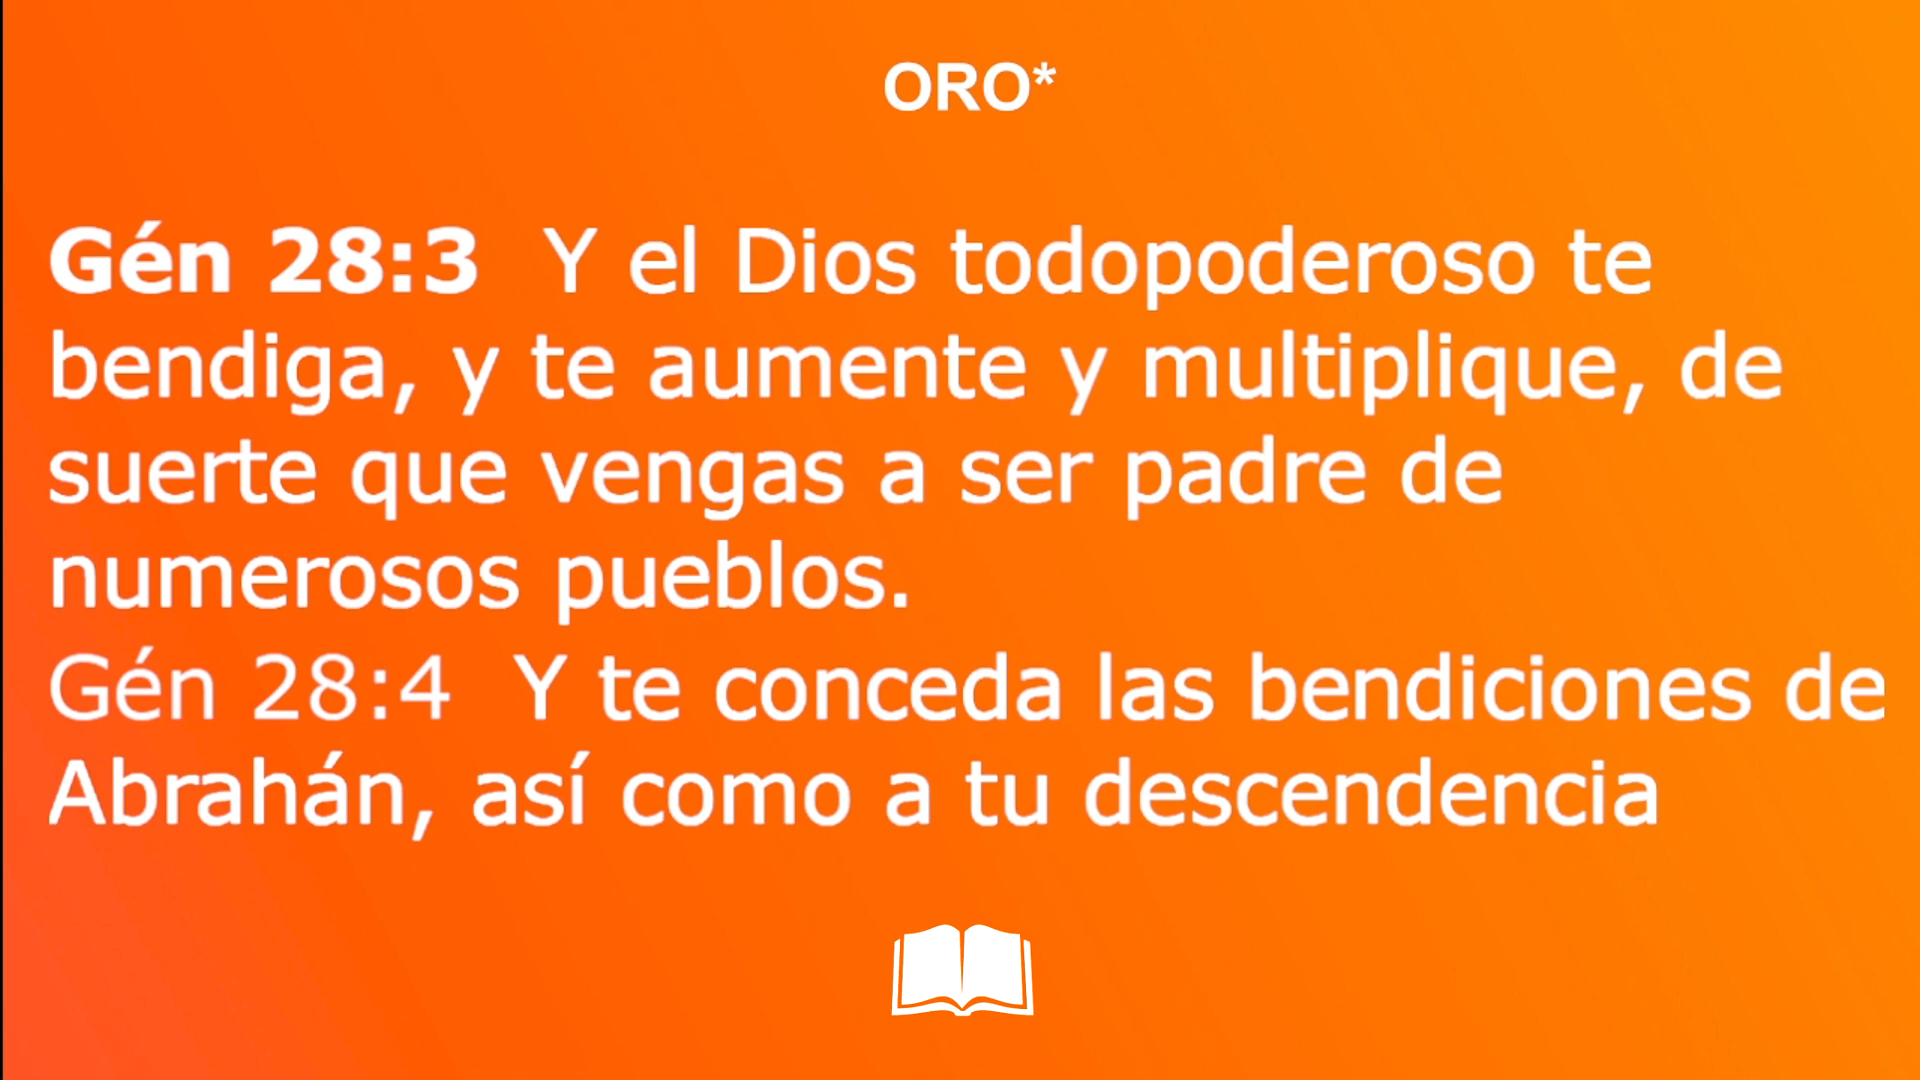 ORO*
Gén 28:3 Y el Dios todopoderoso te
bendiga, y te aumente y multiplique, de
suerte que vengas a ser padre de
numerosos pueblos.
Gén 28:4 Y te conceda las bendiciones de
Abrahán, así como a tu descendencia